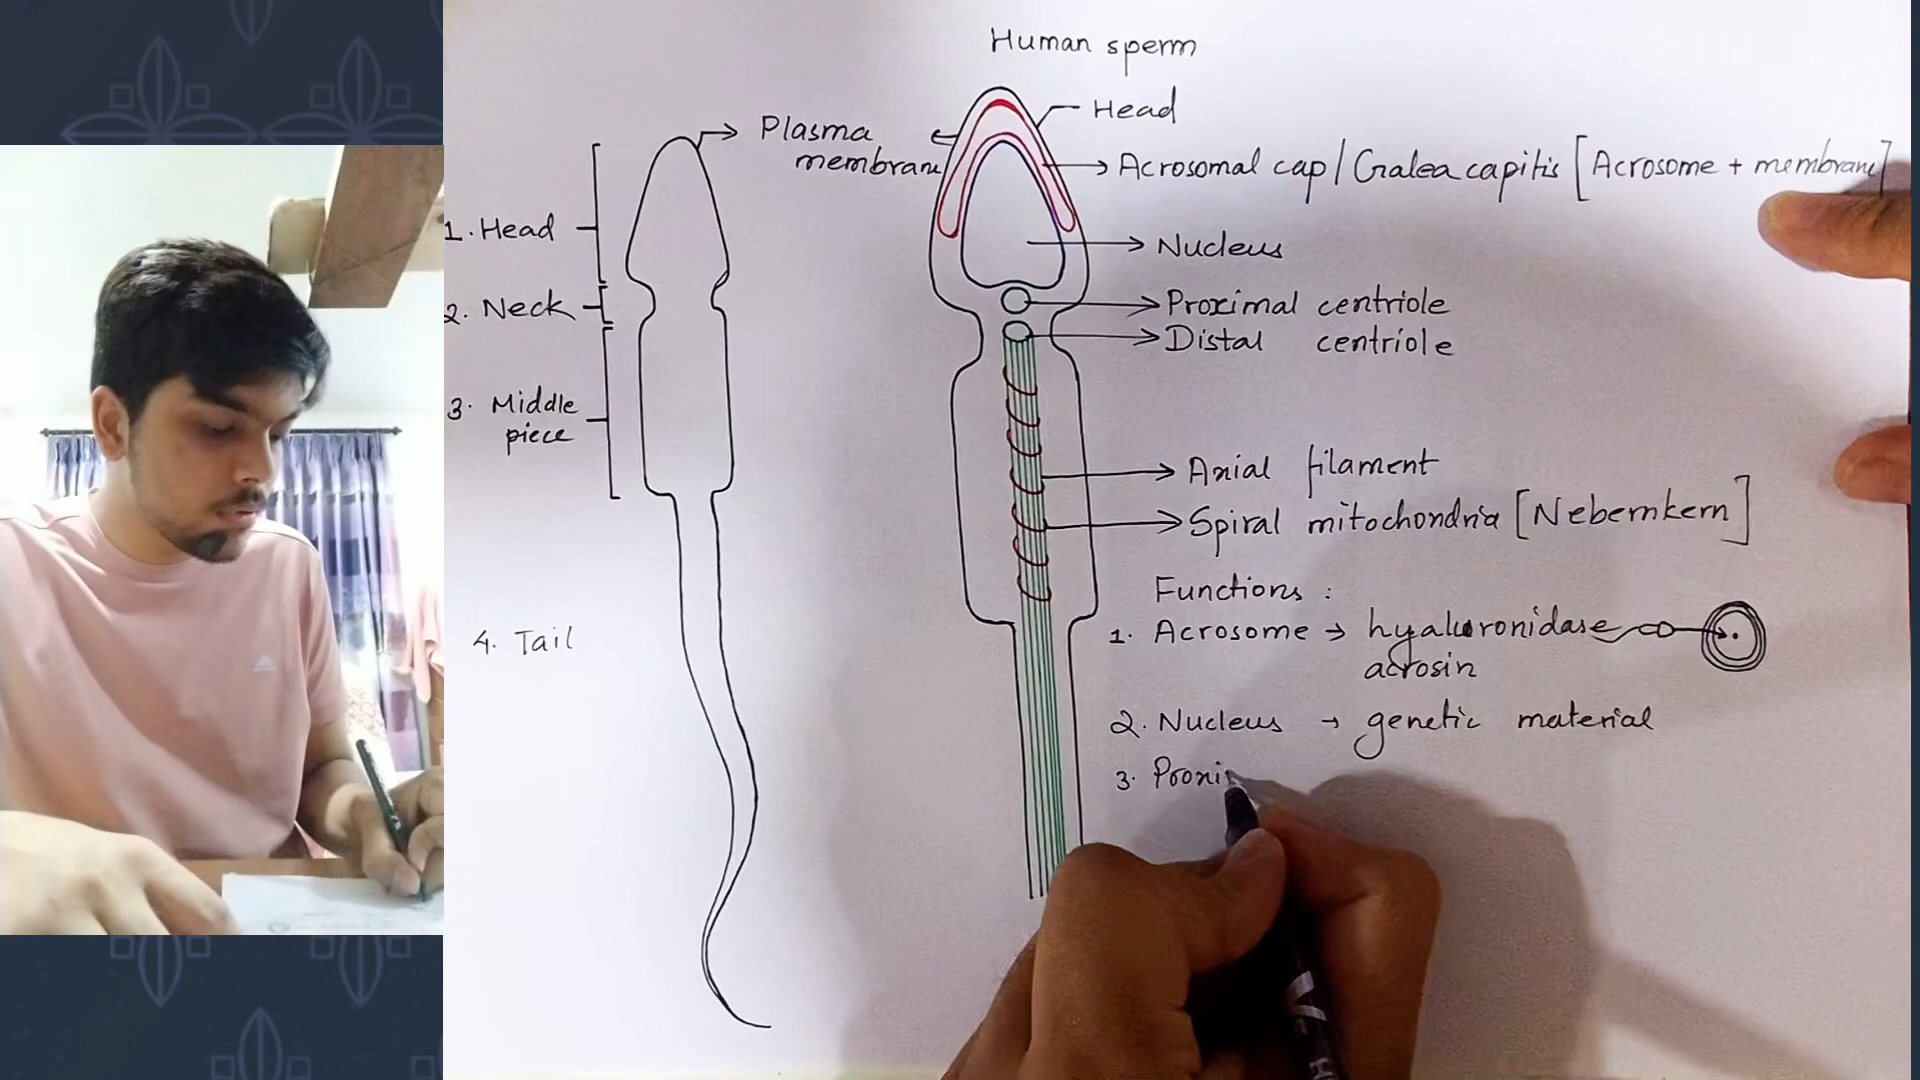 Human sperm
Head
Plasma
membrane
Acrosomal cap/Galea capitis [Acrosome + membrane]
1. Head
Nucleus
2. Neck
Proximal centriole
Distal centriole
3. Middle
piece
Axial filament
Spiral mitochondria [Nebernkern]
Functions :
1. Acrosome → hyaluronidase
acrosin
4. Tail
2. Nucleus → genetic material
3. Proxi